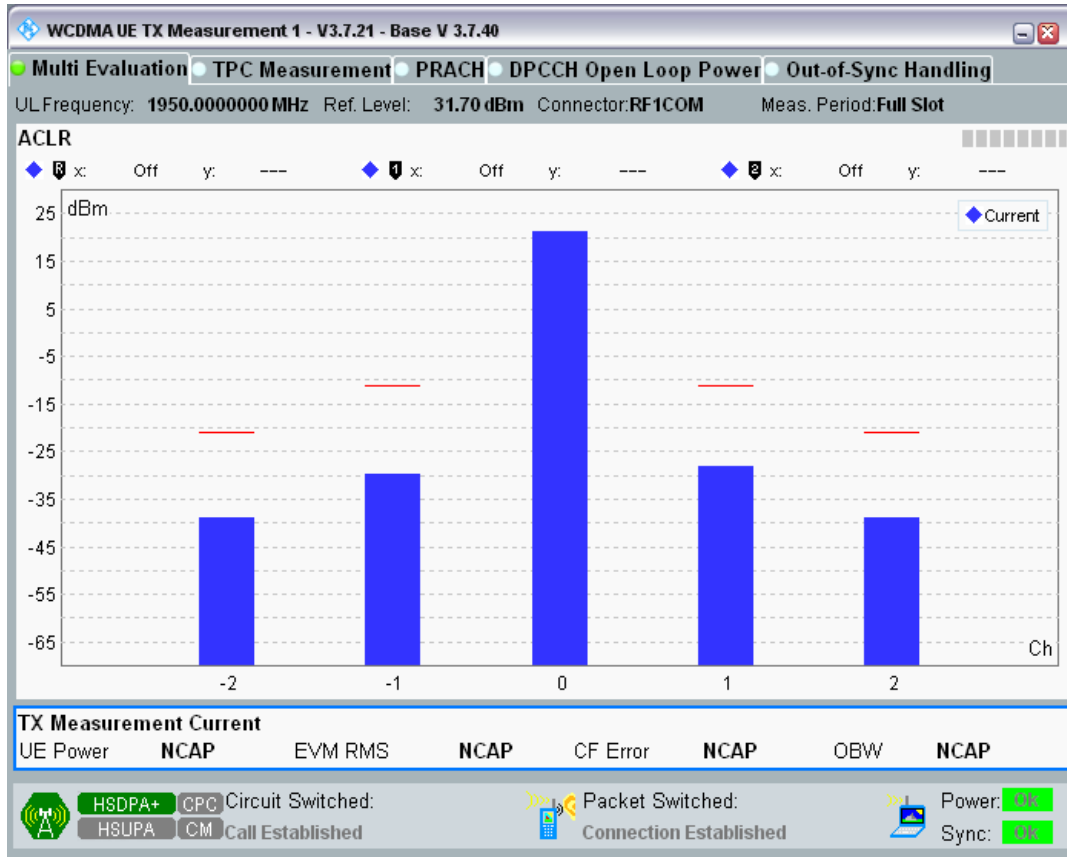 WCDMA UE TX Measurement 1 - V3.7.21 - Base V 3.7.40
Multi Evaluation TPC Measurement PRACH DPCCH Open Loop Power Out-of-Sync Handling
UL Frequency: 1950.0000000 MHz Ref. Level: 31.70 dBm Connector:RF1COM Meas. Period:Full Slot
ACLR
R x: Off y: --- 1 x: Off y: --- 2 x: Off y: ---
dBm
Current
25
15
5
-5
-15
-25
-35
-45
-55
-65
Ch
-2 -1 0 1 2
TX Measurement Current
UE Power NCAP EVM RMS NCAP CF Error NCAP OBW NCAP
HSDPA+ CPC Circuit Switched: Packet Switched: Power: Ok
HSUPA CM Call Established Connection Established Sync: Ok